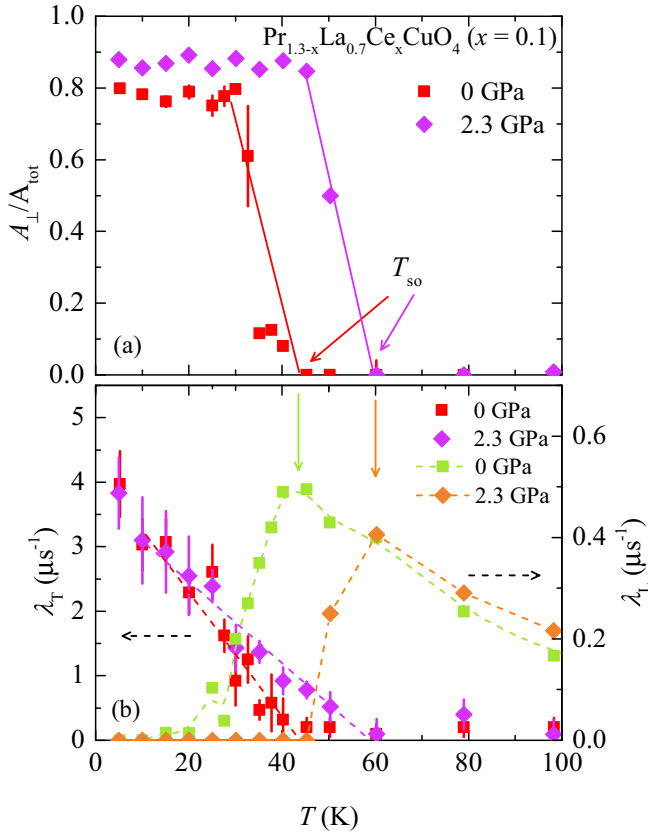 Pr1.3-xLa0.7CexCuO4 (x = 0.1)
0 GPa
2.3 GPa
Tso
(a)
A⊥/Atot
1.0
0.8
0.6
0.4
0.2
0.0
0 GPa
2.3 GPa
0 GPa
2.3 GPa
(b)
λT (μs-1)
5
4
3
2
1
0
λL (μs-1)
0.6
0.4
0.2
0.0
0 20 40 60 80 100
T (K)